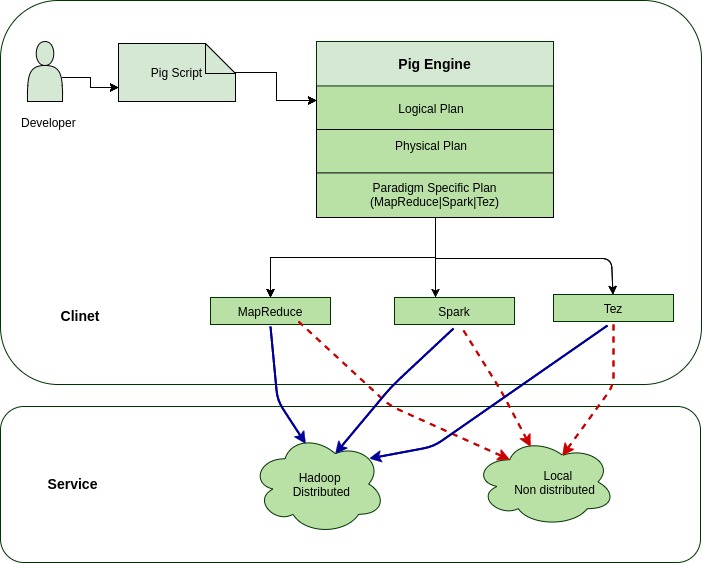 Developer
Pig Script
Pig Engine
Logical Plan
Physical Plan
Paradigm Specific Plan
(MapReduce|Spark|Tez)
Clinet
MapReduce
Spark
Tez
Service
Hadoop
Distributed
Local
Non distributed